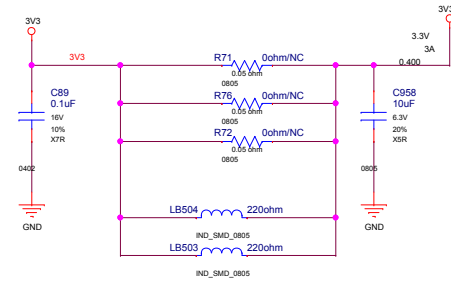 3V3
3V3
3.3V
3A
0.400
3V3
R71
0ohm/NC
0.05 ohm
0805
C89
0.1uF
16V
10%
X7R
0402
GND
R76
0ohm/NC
0.05 ohm
0805
R72
0ohm/NC
0.05 ohm
0805
C958
10uF
6.3V
20%
X5R
0805
GND
LB504
220ohm
IND_SMD_0805
LB503
220ohm
IND_SMD_0805